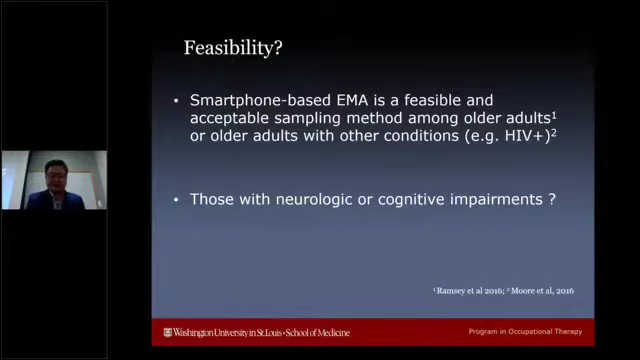 Feasibility?
• Smartphone-based EMA is a feasible and
acceptable sampling method among older adults¹
or older adults with other conditions (e.g. HIV+)²
• Those with neurologic or cognitive impairments ?
¹ Ramsey et al 2016; ² Moore et al, 2016
Washington University in St. Louis • School of Medicine
Program in Occupational Therapy